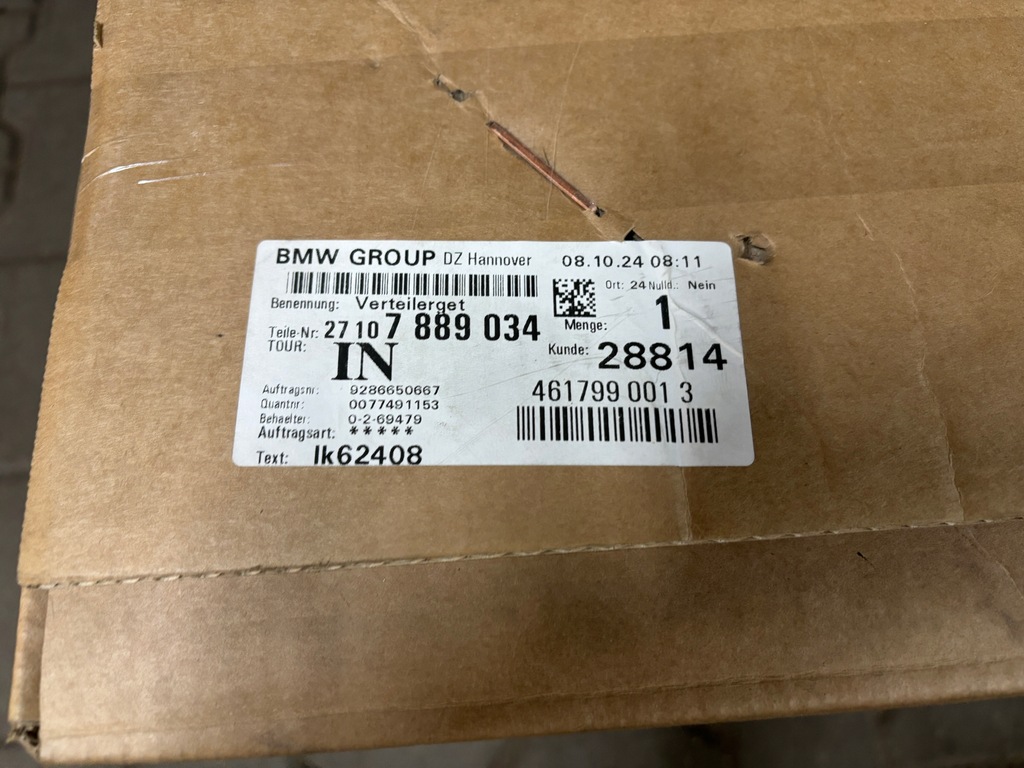 BMW GROUP DZ Hannover 08.10.24 08:11
Ort: 24 Nulld.: Nein
Benennung: Verteilerget
Menge: 1
Teile-Nr: 27 10 7 889 034
TOUR: IN
Kunde: 28814
Auftragsnr: 9286650667
461799 001 3
Quantnr: 0077491153
Behaelter: 0-2-69479
Auftragsart: *****
Text: lk62408